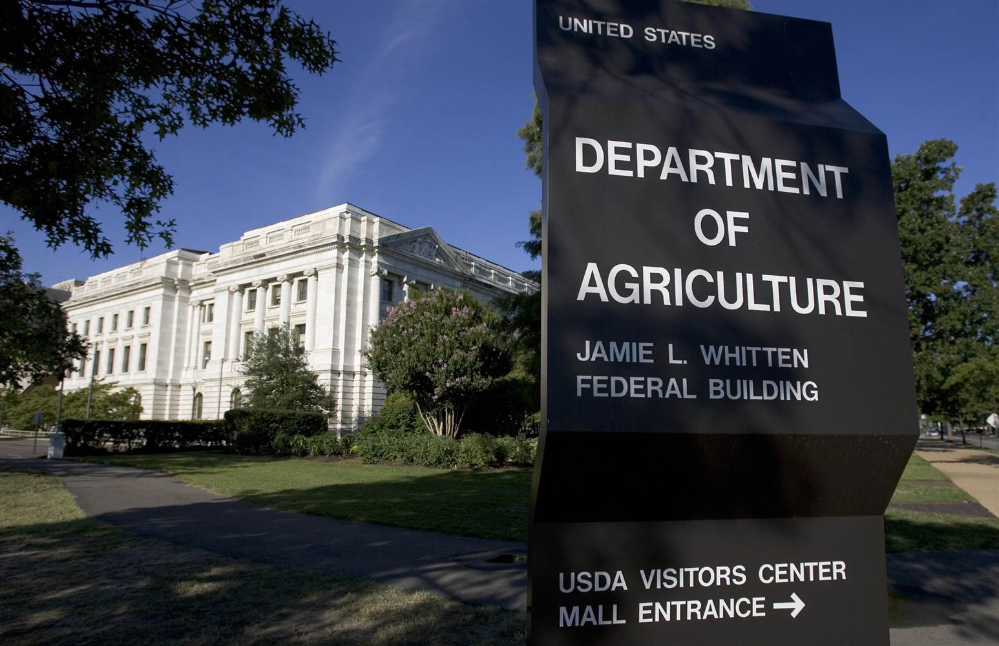 UNITED STATES
DEPARTMENT
OF
AGRICULTURE
JAMIE L. WHITTEN
FEDERAL BUILDING
USDA VISITORS CENTER
MALL ENTRANCE →